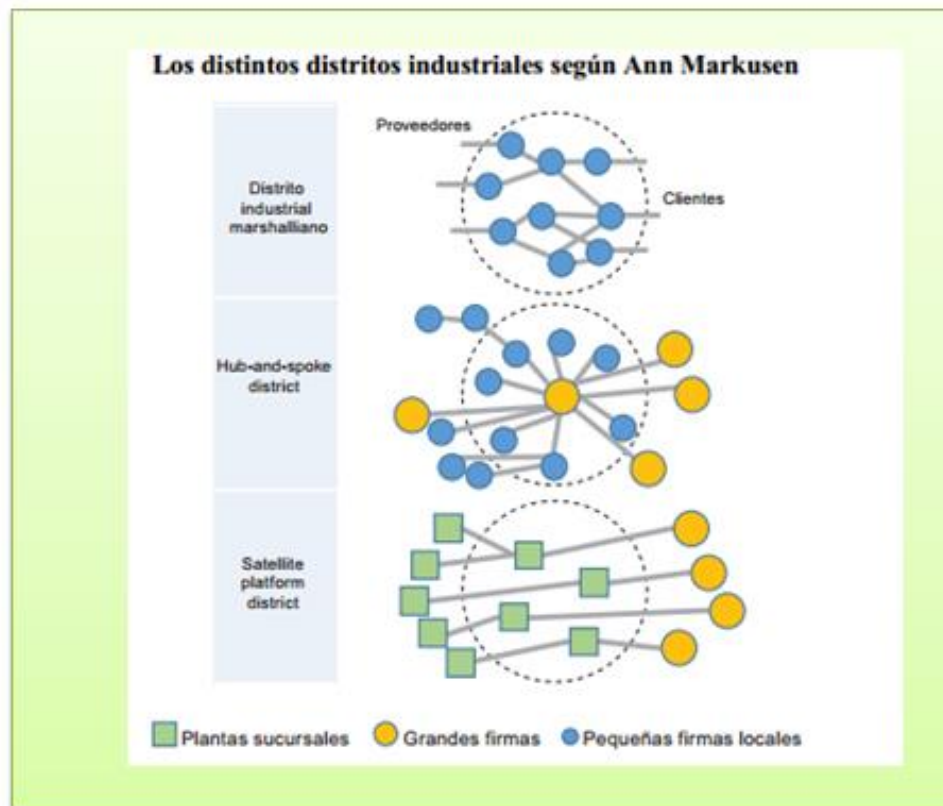 Los distintos distritos industriales según Ann Markusen
Proveedores
Distrito
industrial
marshalliano
Clientes
Hub-and-spoke
district
Satellite
platform
district
Plantas sucursales
Grandes firmas
Pequeñas firmas locales